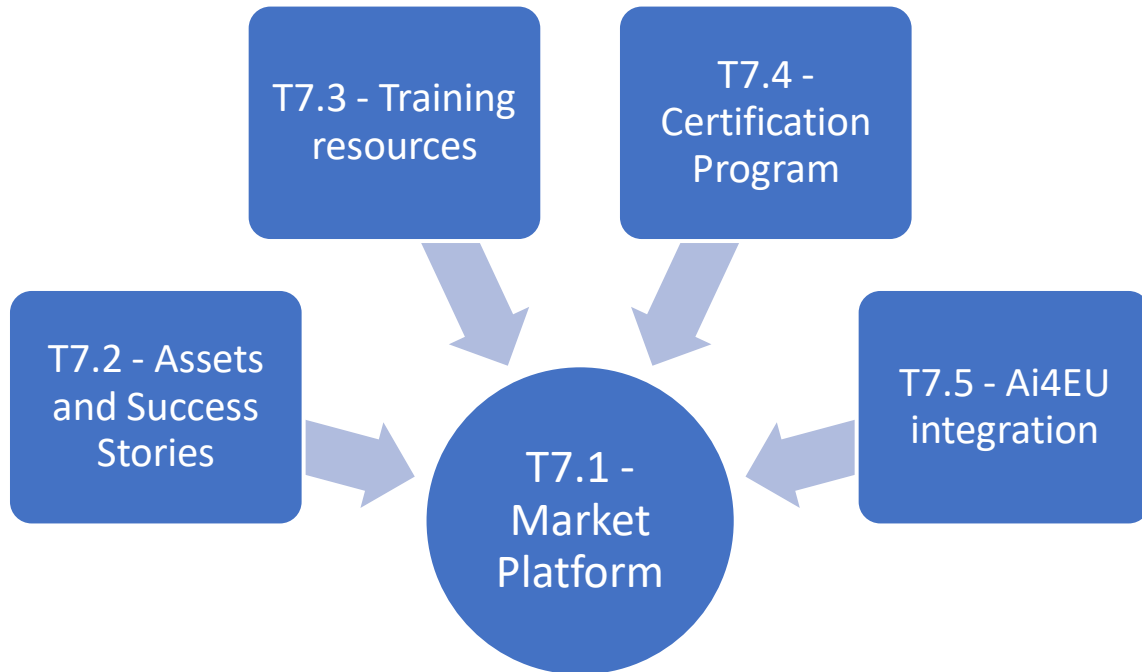 T7.3 - Training
resources
T7.4 -
Certification
Program
T7.2 - Assets
and Success
Stories
T7.5 - Ai4EU
integration
T7.1 -
Market
Platform